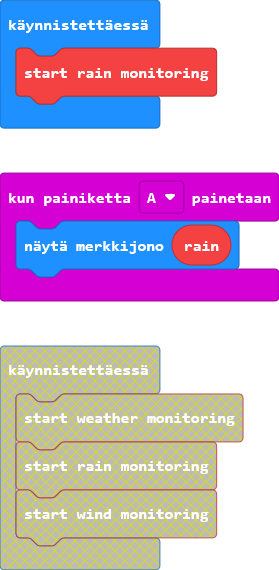 käynnistettäessä
start rain monitoring
kun painiketta A painetaan
näytä merkkijono rain
käynnistettäessä
start weather monitoring
start rain monitoring
start wind monitoring